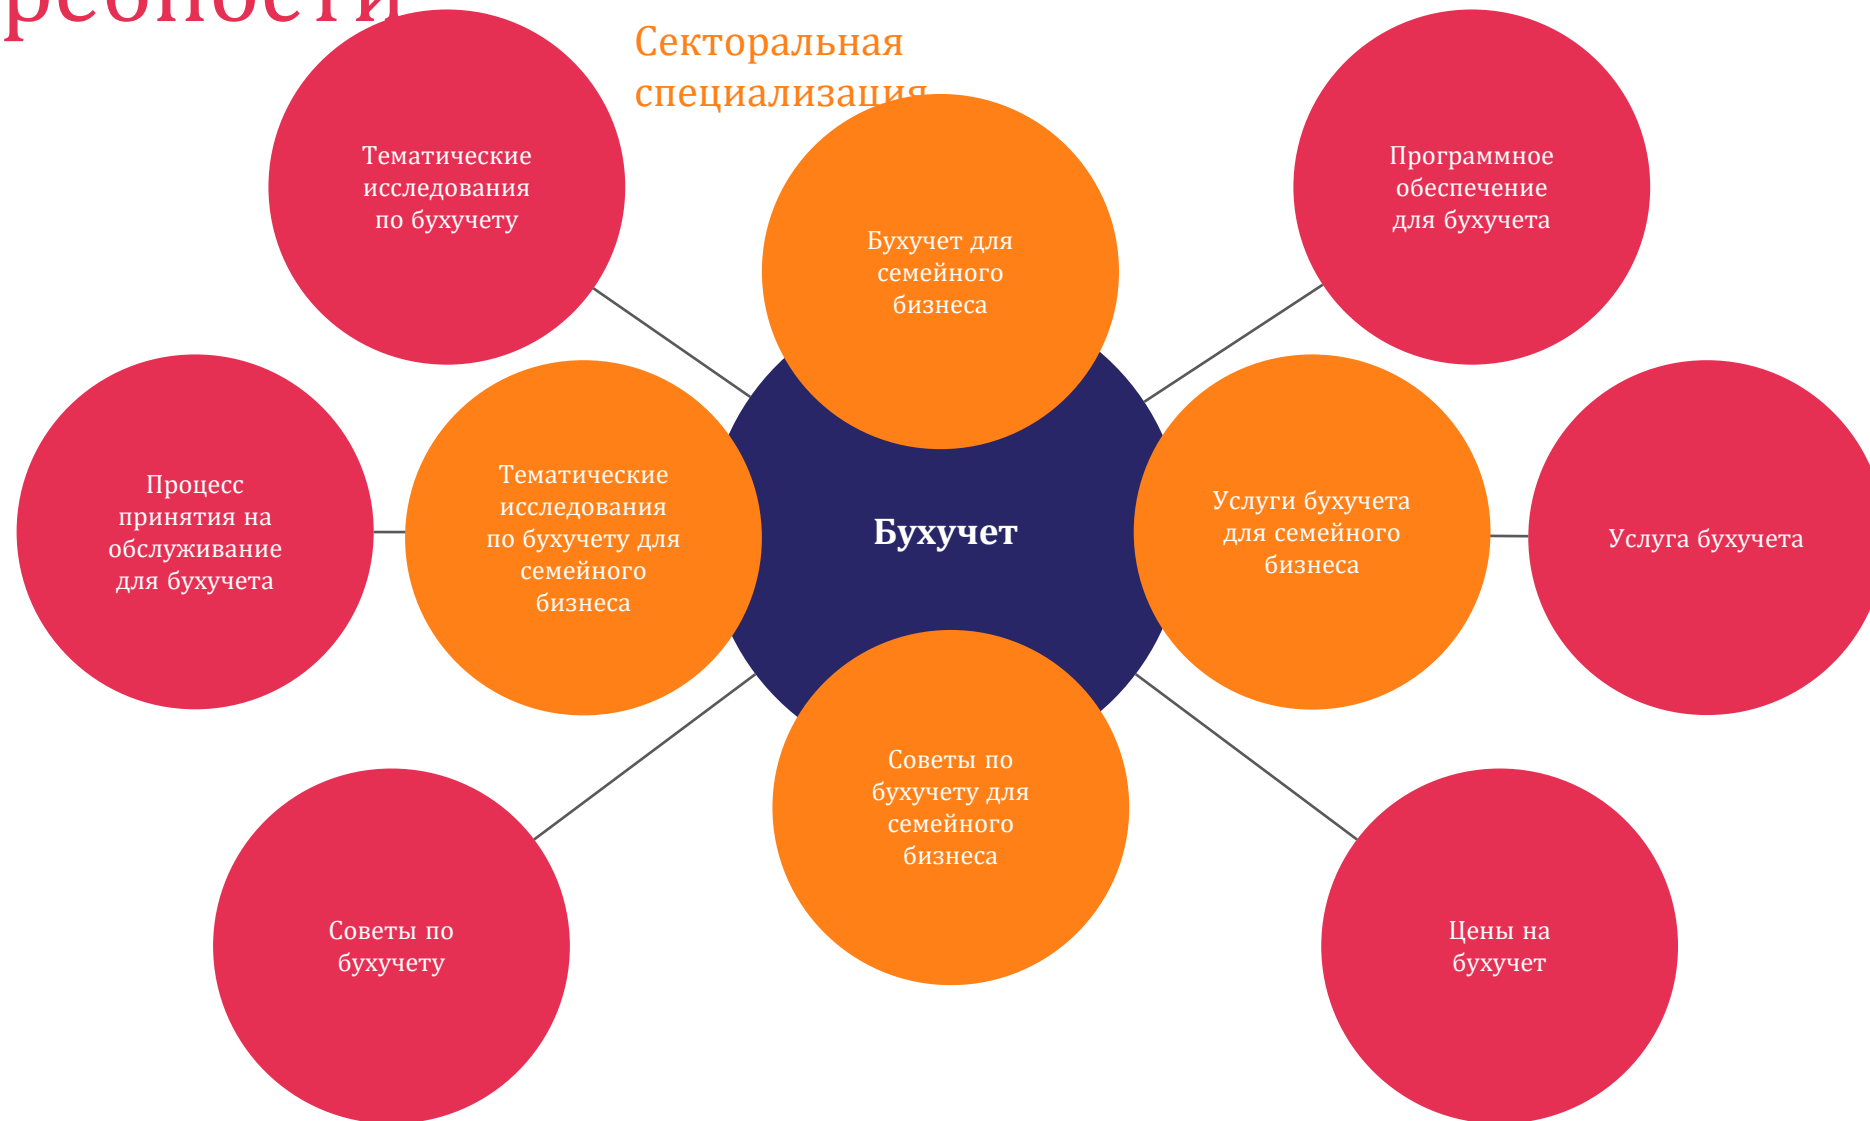 Секторальная
специализация
Тематические
исследования
по бухучету
Программное
обеспечение
для бухучета
Бухучет для
семейного
бизнеса
Процесс
принятия на
обслуживание
для бухучета
Тематические
исследования
по бухучету для
семейного
бизнеса
Бухучет
Услуги бухучета
для семейного
бизнеса
Услуга бухучета
Советы по
бухучету для
семейного
бизнеса
Советы по
бухучету
Цены на
бухучет